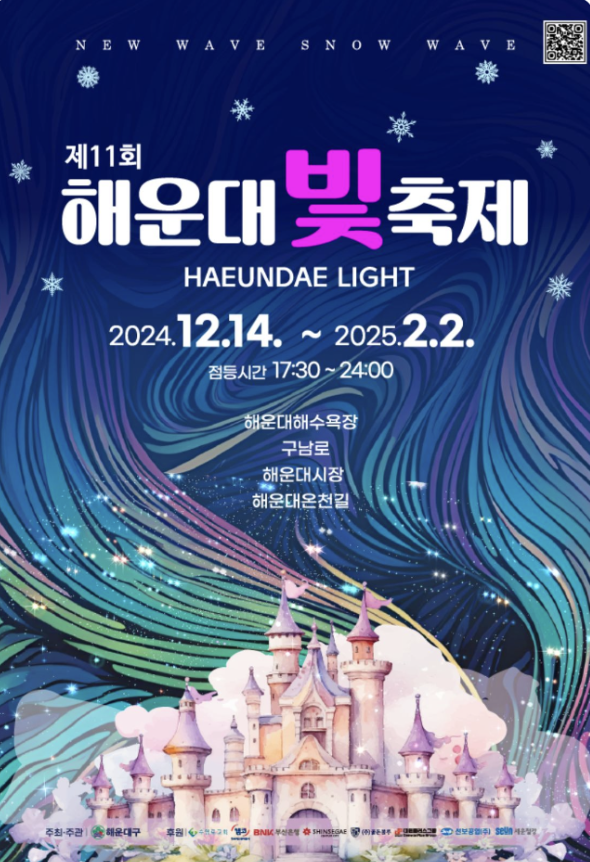 NEW WAVE SNOW WAVE
제11회
해운대 빛 축제
HAEUNDAE LIGHT
2024.12.14. ~ 2025.2.2.
점등시간 17:30 ~ 24:00
해운대해수욕장
구남로
해운대시장
해운대온천길
주최·주관 해운대구 후원 BNK 부산은행 SHINSEGAE